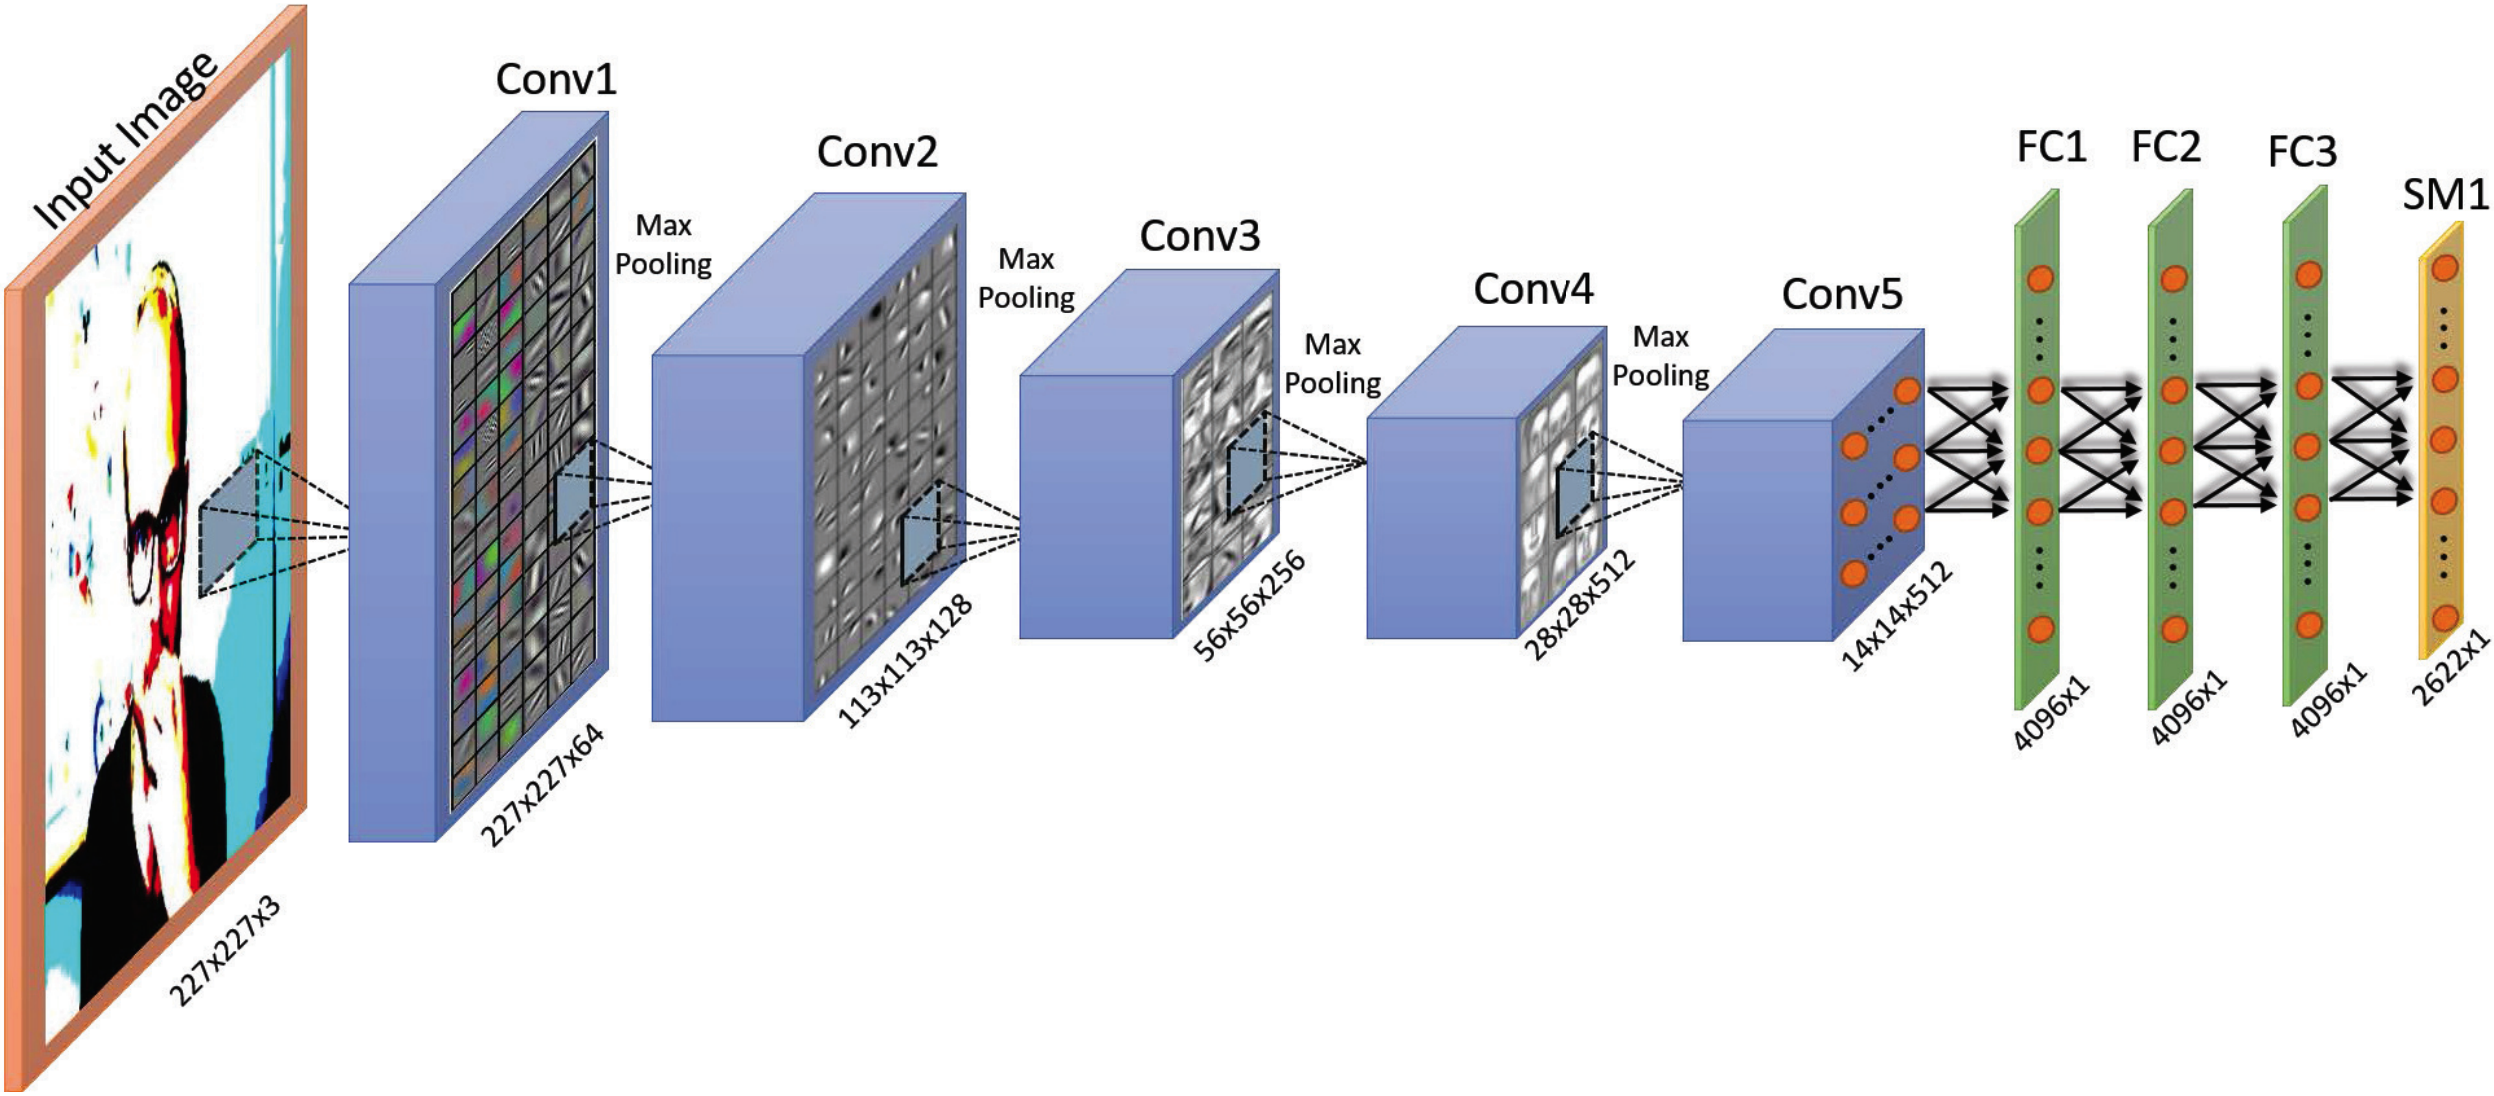 Input Image
227x227x3
Conv1
227x227x64
Max
Pooling
Conv2
113x113x128
Max
Pooling
Conv3
56x56x256
Max
Pooling
Conv4
28x28x512
Max
Pooling
Conv5
14x14x512
FC1
4096x1
FC2
4096x1
FC3
4096x1
SM1
2622x1